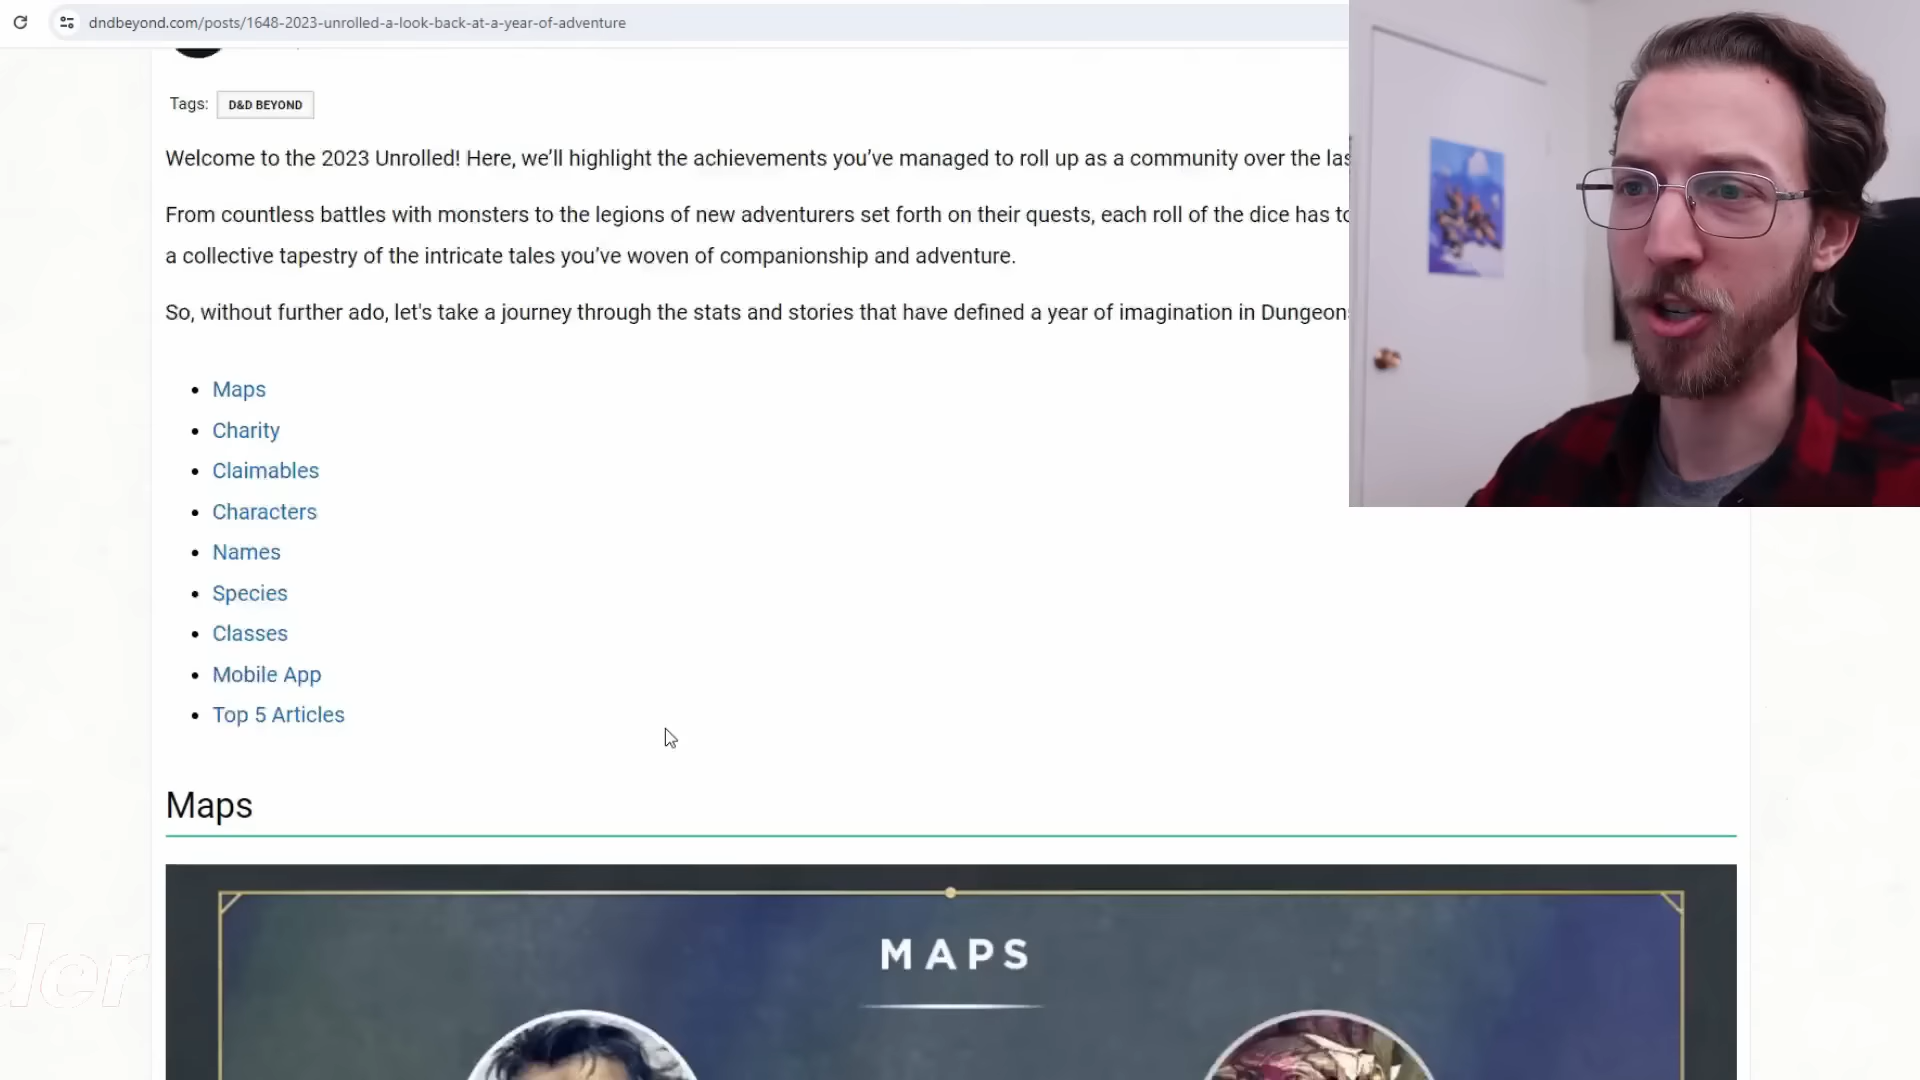 dndbeyond.com/posts/1648-2023-unrolled-a-look-back-at-a-year-of-adventure
Tags: D&D BEYOND
Welcome to the 2023 Unrolled! Here, we’ll highlight the achievements you’ve managed to roll up as a community over the las
From countless battles with monsters to the legions of new adventurers set forth on their quests, each roll of the dice has to
a collective tapestry of the intricate tales you’ve woven of companionship and adventure.
So, without further ado, let's take a journey through the stats and stories that have defined a year of imagination in Dungeons
• Maps
• Charity
• Claimables
• Characters
• Names
• Species
• Classes
• Mobile App
• Top 5 Articles
Maps
MAPS
der